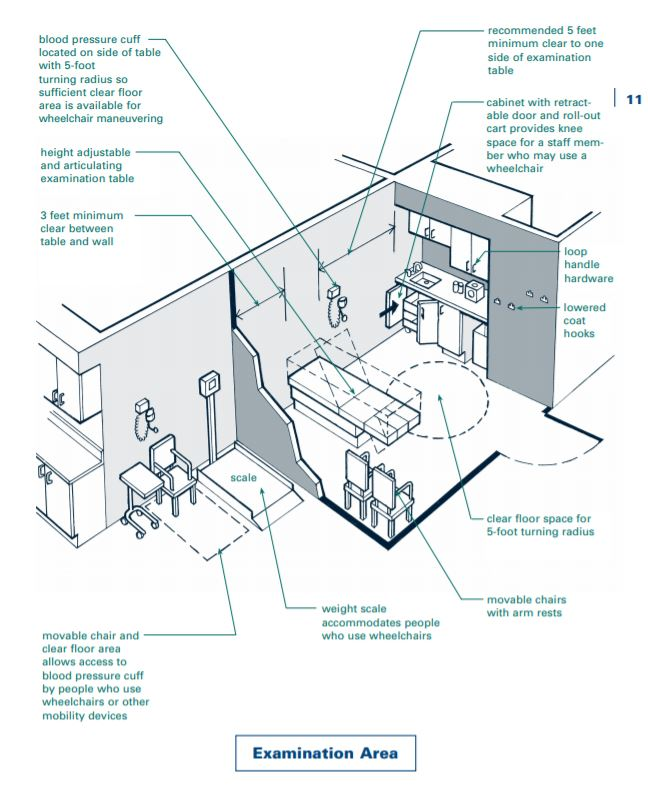 blood pressure cuff
located on side of table
with 5-foot
turning radius so
sufficient clear floor
area is available for
wheelchair maneuvering
height adjustable
and articulating
examination table
3 feet minimum
clear between
table and wall
recommended 5 feet
minimum clear to one
side of examination
table
11
cabinet with retract-
able door and roll-out
cart provides knee
space for a staff mem-
ber who may use a
wheelchair
loop
handle
hardware
lowered
coat
hooks
scale
clear floor space for
5-foot turning radius
movable chairs
with arm rests
weight scale
accommodates people
who use wheelchairs
movable chair and
clear floor area
allows access to
blood pressure cuff
by people who use
wheelchairs or other
mobility devices
Examination Area